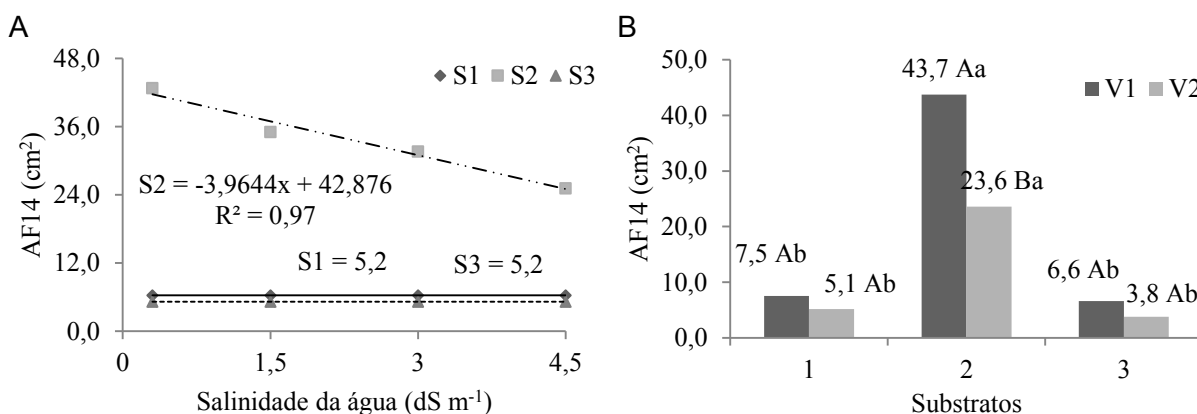 A
48,0
36,0
24,0
12,0
0,0
AF14 (cm²)
S1 S2 S3
S2 = -3,9644x + 42,876
R² = 0,97
S1 = 5,2
S3 = 5,2
0 1,5 3 4,5
Salinidade da água (dS m⁻¹)
B
50,0
40,0
30,0
20,0
10,0
0,0
AF14 (cm²)
V1 V2
43,7 Aa
23,6 Ba
7,5 Ab
5,1 Ab
6,6 Ab
3,8 Ab
1 2 3
Substratos